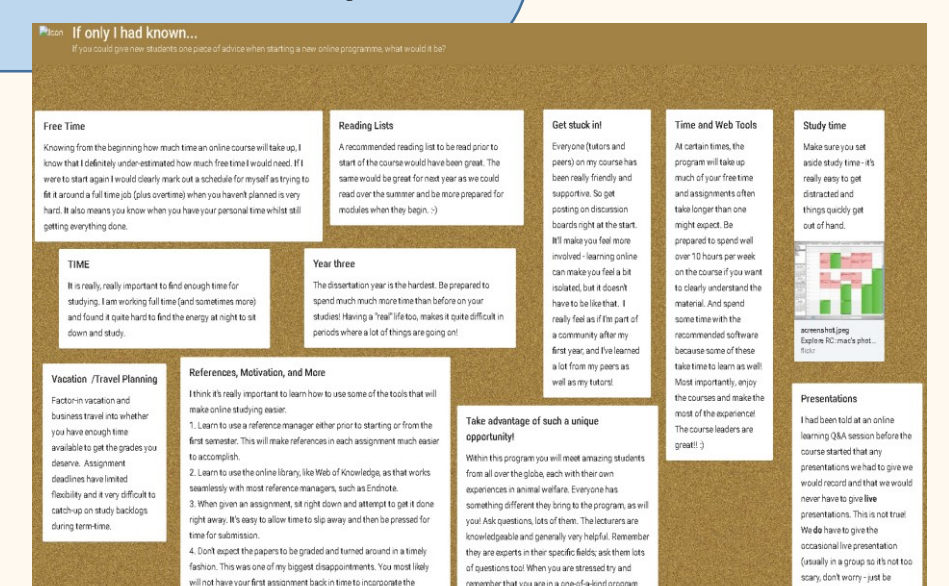 Icon
If only I had known...
If you could give new students one piece of advice when starting a new online programme, what would it be?
Free Time
Knowing from the beginning how much time an online course will take up, I
know that I definitely under-estimated how much free time I would need. If I
were to start again I would clearly mark out a schedule for myself as trying to
fit it around a full time job (plus overtime) when you haven't planned is very
hard. It also means you know when you have your personal time whilst still
getting everything done.
Reading Lists
A recommended reading list to be read prior to
start of the course would have been great. The
same would be great for next year as we could
read over the summer and be more prepared for
modules when they begin. :-)
Get stuck in!
Everyone (tutors and
peers) on my course has
been really friendly and
supportive. So get
posting on discussion
boards right at the start.
It'll make you feel more
involved - learning online
can make you feel a bit
isolated, but it doesn't
have to be like that. I
really feel as if I'm part of
a community after my
first year, and I've learned
a lot from my peers as
well as my tutors!
Time and Web Tools
At certain times, the
program will take up
much of your free time
and assignments often
take longer than one
might expect. Be
prepared to spend well
over 10 hours per week
on the course if you want
to clearly understand the
material. And spend
some time with the
recommended software
because some of these
take time to learn as well!
Most importantly, enjoy
the courses and make the
most of the experience!
The course leaders are
great!! :)
Study time
Make sure you set
aside study time - it's
really easy to get
distracted and
things quickly get
out of hand.
screenshot.jpeg
Explore RC::mac's phot...
flickr
TIME
It is really, really important to find enough time for
studying. I am working full time (and sometimes more)
and found it quite hard to find the energy at night to sit
down and study.
Year three
The dissertation year is the hardest. Be prepared to
spend much much more time than before on your
studies! Having a "real" life too, makes it quite difficult in
periods where a lot of things are going on!
Vacation /Travel Planning
Factor-in vacation and
business travel into whether
you have enough time
available to get the grades you
deserve. Assignment
deadlines have limited
flexibility and it very difficult to
catch-up on study backlogs
during term-time.
References, Motivation, and More
I think it's really important to learn how to use some of the tools that will
make online studying easier.
1. Learn to use a reference manager either prior to starting or from the
first semester. This will make references in each assignment much easier
to accomplish.
2. Learn to use the online library, like Web of Knowledge, as that works
seamlessly with most reference managers, such as Endnote.
3. When given an assignment, sit right down and attempt to get it done
right away. It's easy to allow time to slip away and then be pressed for
time for submission.
4. Don't expect the papers to be graded and turned around in a timely
fashion. This was one of my biggest disappointments. You most likely
will not have your first assignment back in time to incorporate the
Take advantage of such a unique
opportunity!
Within this program you will meet amazing students
from all over the globe, each with their own
experiences in animal welfare. Everyone has
something different they bring to the program, as will
you! Ask questions, lots of them. The lecturers are
knowledgeable and generally very helpful. Remember
they are experts in their specific fields; ask them lots
of questions too! When you are stressed try and
remember that you are in a one-of-a-kind program
Presentations
I had been told at an online
learning Q&A session before the
course started that any
presentations we had to give we
would record and that we would
never have to give live
presentations. This is not true!
We do have to give the
occasional live presentation
(usually in a group so it's not too
scary, don't worry - just be